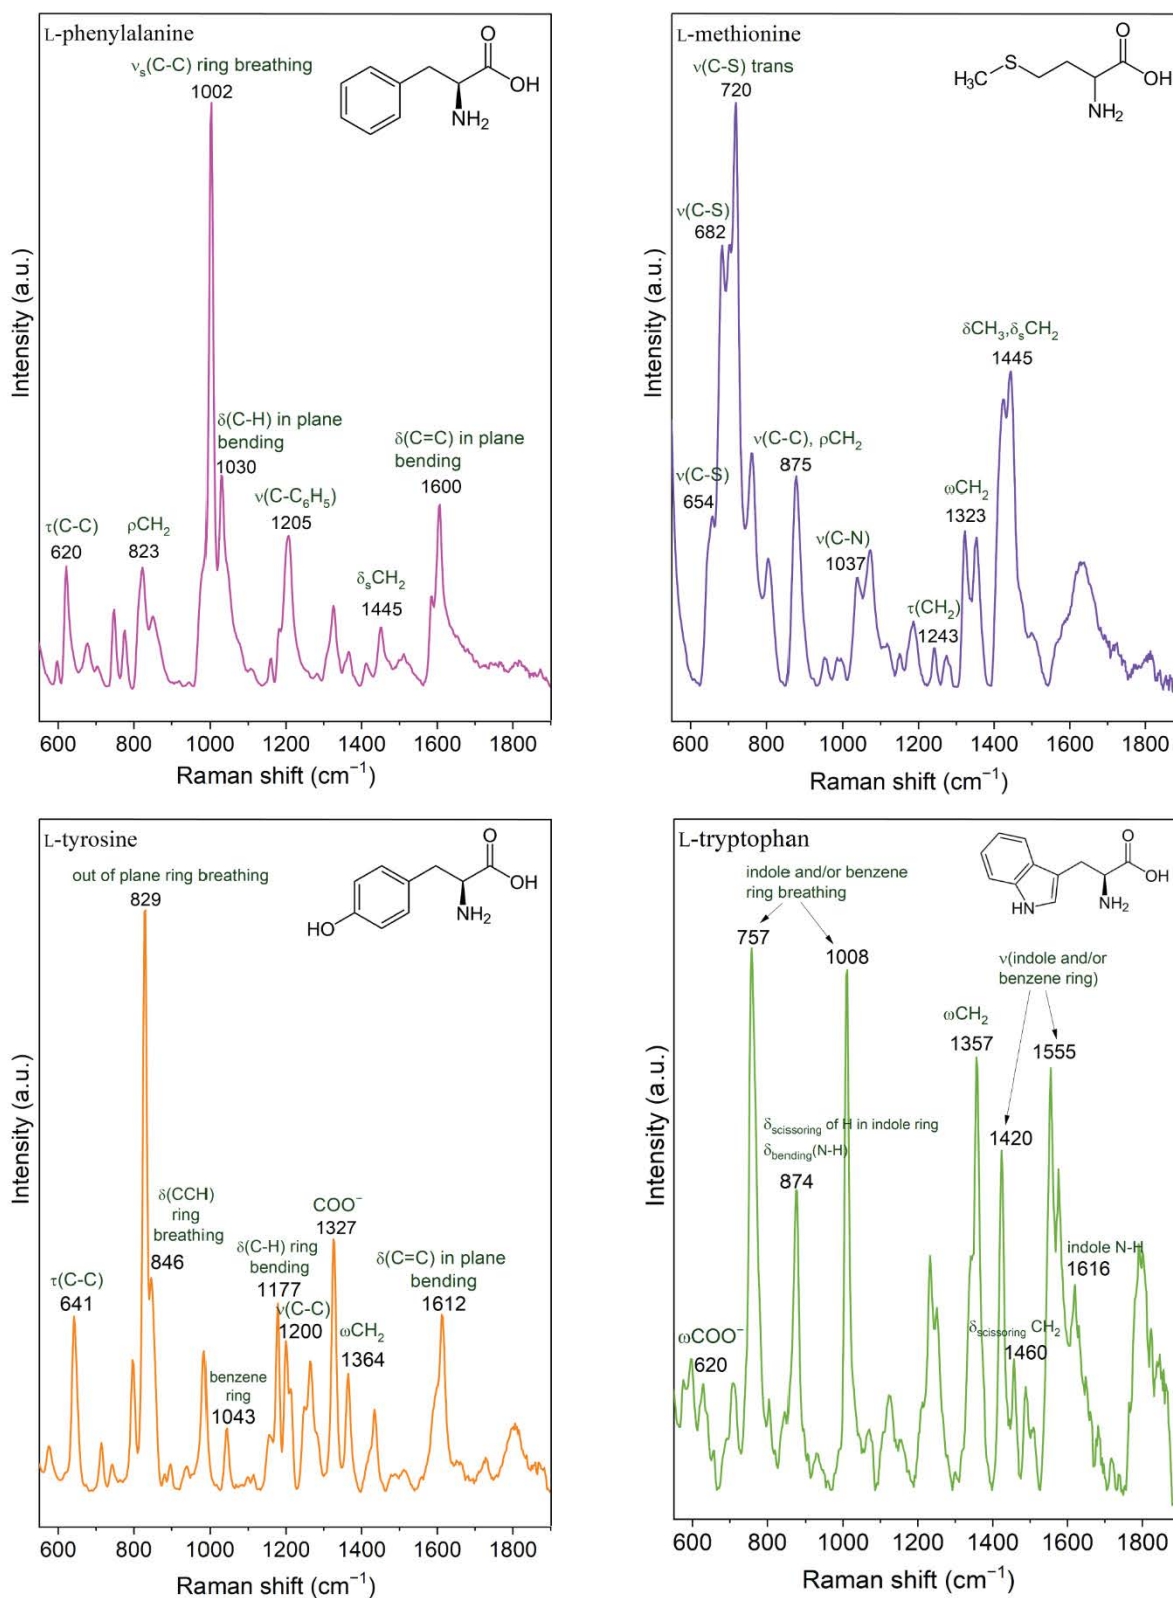 L-phenylalanine
νs(C-C) ring breathing
1002
O
OH
NH2
δ(C-H) in plane
bending
1030
δ(C=C) in plane
bending
1600
ν(C-C6H5)
1205
τ(C-C)
620
ρCH2
823
δsCH2
1445
Intensity (a.u.)
600 800 1000 1200 1400 1600 1800
Raman shift (cm−1)
L-methionine
ν(C-S) trans
720
O
H3C
S
OH
NH2
ν(C-S)
682
δCH3,δsCH2
1445
ν(C-C), ρCH2
875
ν(C-S)
654
ωCH2
1323
ν(C-N)
1037
τ(CH2)
1243
Intensity (a.u.)
600 800 1000 1200 1400 1600 1800
Raman shift (cm−1)
L-tyrosine
out of plane ring breathing
829
O
OH
NH2
HO
δ(CCH)
ring
breathing
846
COO−
1327
δ(C-H) ring
bending
1177
δ(C=C) in plane
bending
1612
τ(C-C)
641
ν(C-C)
1200
ωCH2
1364
benzene
ring
1043
Intensity (a.u.)
600 800 1000 1200 1400 1600 1800
Raman shift (cm−1)
L-tryptophan
O
OH
NH2
HN
indole and/or benzene
ring breathing
757
1008
ν(indole and/or
benzene ring)
ωCH2
1357
1555
δscissoring of H in indole ring
δbending(N-H)
874
1420
indole N-H
1616
ωCOO−
620
δscissoring CH2
1460
Intensity (a.u.)
600 800 1000 1200 1400 1600 1800
Raman shift (cm−1)